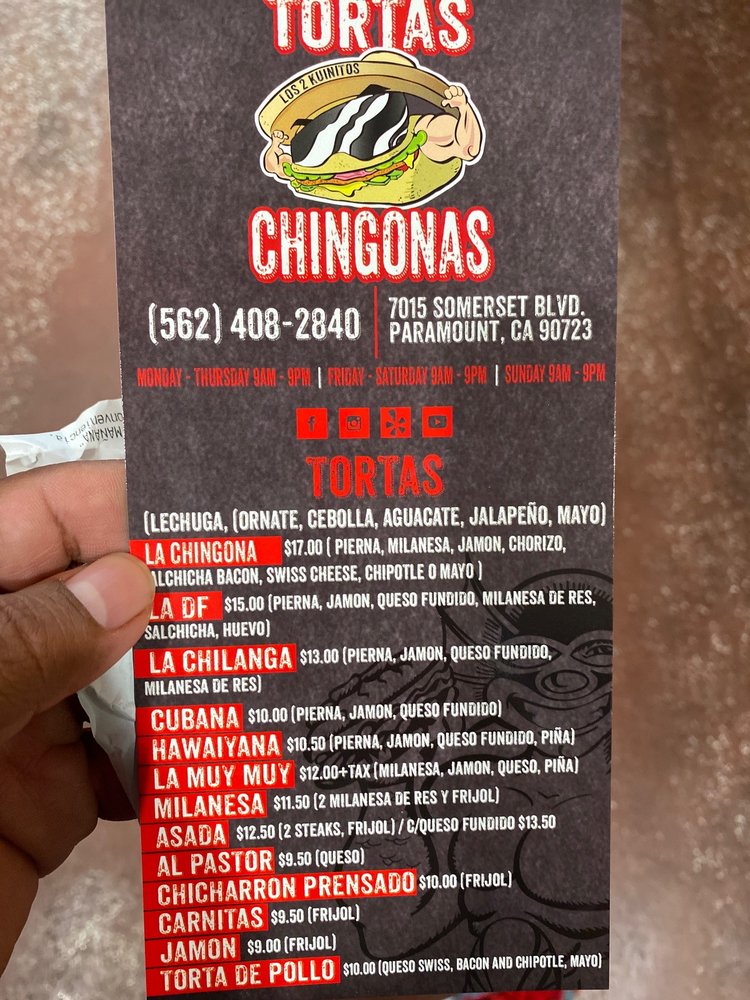 TORTAS
LOS 2 KUINITOS
CHINGONAS
(562) 408-2840
7015 SOMERSET BLVD.
PARAMOUNT, CA 90723
MONDAY - THURSDAY 9AM - 9PM | FRIDAY - SATURDAY 9AM - 9PM | SUNDAY 9AM - 9PM
TORTAS
(LECHUGA, (ORNATE, CEBOLLA, AGUACATE, JALAPEÑO, MAYO)
LA CHINGONA $17.00 ( PIERNA, MILANESA, JAMON, CHORIZO,
ALCHICHA BACON, SWISS CHEESE, CHIPOTLE O MAYO )
LA DF $15.00 (PIERNA, JAMON, QUESO FUNDIDO, MILANESA DE RES,
SALCHICHA, HUEVO)
LA CHILANGA $13.00 (PIERNA, JAMON, QUESO FUNDIDO,
MILANESA DE RES)
CUBANA $10.00 (PIERNA, JAMON, QUESO FUNDIDO)
HAWAIYANA $10.50 (PIERNA, JAMON, QUESO FUNDIDO, PIÑA)
LA MUY MUY $12.00+TAX (MILANESA, JAMON, QUESO, PIÑA)
MILANESA $11.50 (2 MILANESA DE RES Y FRIJOL)
ASADA $12.50 (2 STEAKS, FRIJOL) / C/QUESO FUNDIDO $13.50
AL PASTOR $9.50 (QUESO)
CHICHARRON PRENSADO $10.00 (FRIJOL)
CARNITAS $9.50 (FRIJOL)
JAMON $9.00 (FRIJOL)
TORTA DE POLLO $10.00 (QUESO SWISS, BACON AND CHIPOTLE, MAYO)